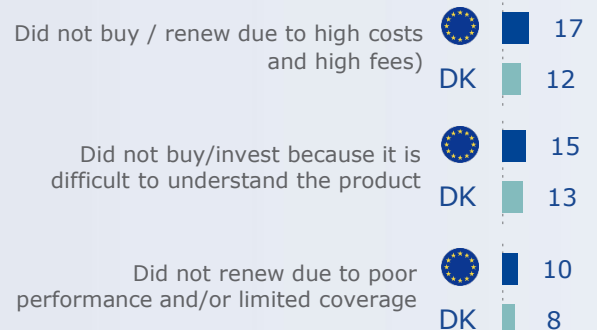 Did not buy / renew due to high costs
and high fees)
17
DK 12
Did not buy/invest because it is
difficult to understand the product
15
DK 13
Did not renew due to poor
performance and/or limited coverage
10
DK 8